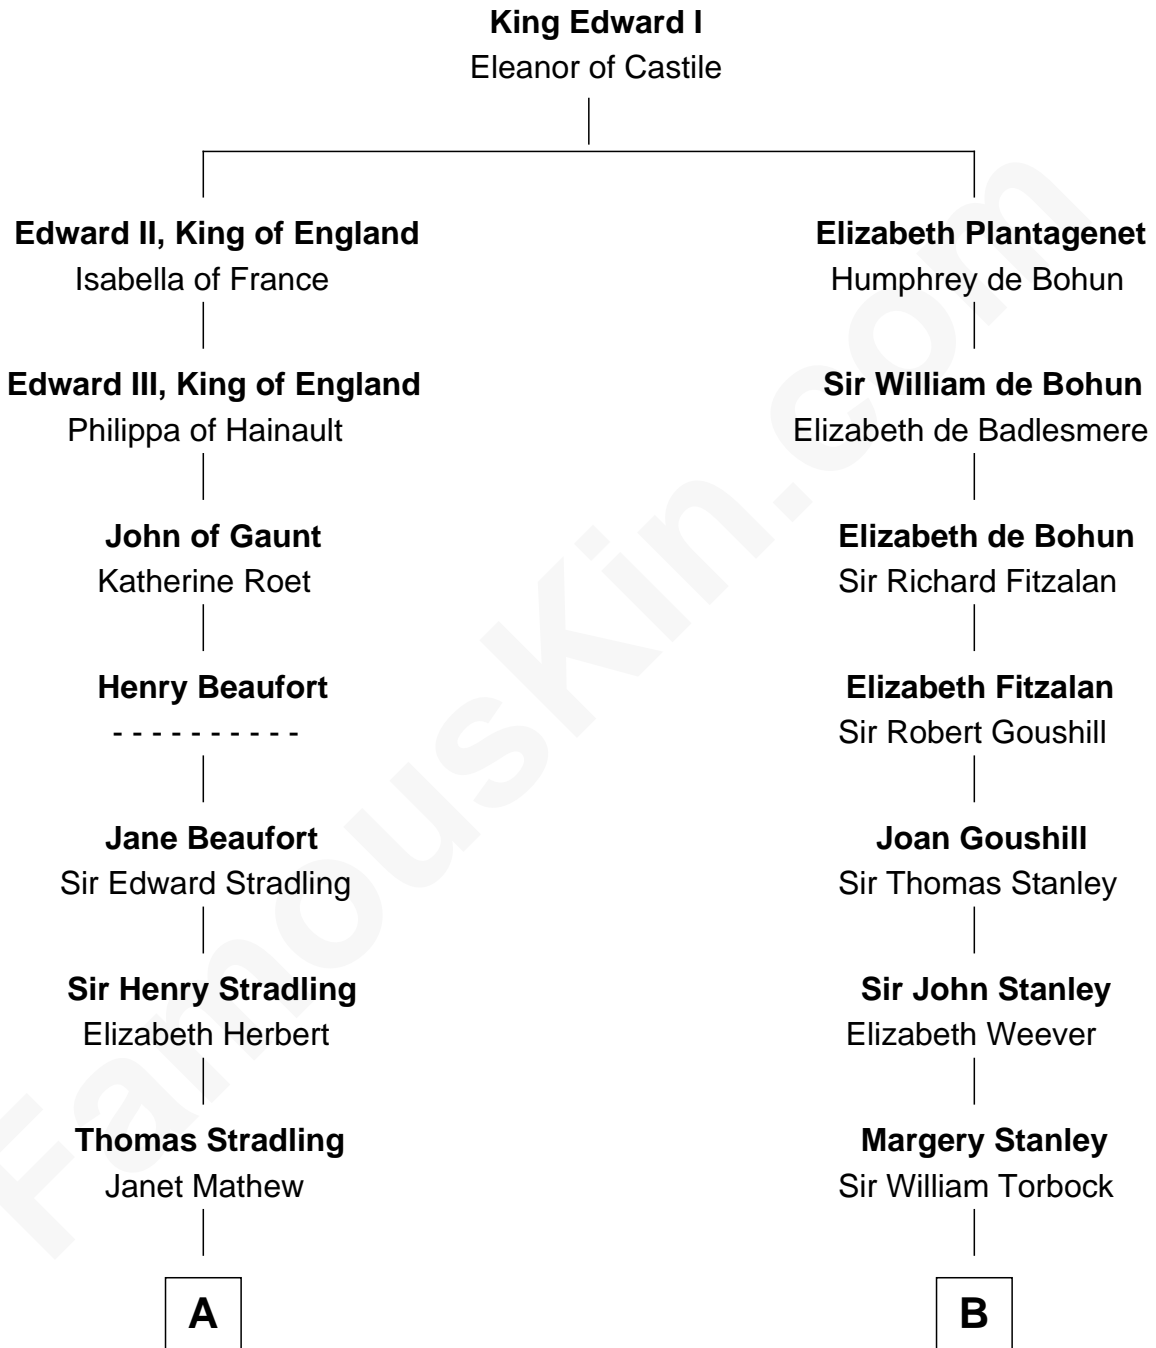 King Edward I
Eleanor of Castile
Edward II, King of England
Isabella of France
Elizabeth Plantagenet
Humphrey de Bohun
Edward III, King of England
Philippa of Hainault
Sir William de Bohun
Elizabeth de Badlesmere
John of Gaunt
Katherine Roet
Elizabeth de Bohun
Sir Richard Fitzalan
Henry Beaufort
- - - - - - - - - -
Elizabeth Fitzalan
Sir Robert Goushill
Jane Beaufort
Sir Edward Stradling
Joan Goushill
Sir Thomas Stanley
Sir Henry Stradling
Elizabeth Herbert
Sir John Stanley
Elizabeth Weever
Thomas Stradling
Janet Mathew
Margery Stanley
Sir William Torbock
A
B
FamousKin.com